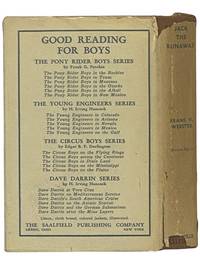 GOOD READING
FOR BOYS
THE PONY RIDER BOYS SERIES
by Frank G. Patchin
The Pony Rider Boys in the Rockies
The Pony Rider Boys in Texas
The Pony Rider Boys in Montana
The Pony Rider Boys in the Ozarks
The Pony Rider Boys in the Alkali
The Pony Rider Boys in New Mexico
THE YOUNG ENGINEERS SERIES
by H. Irving Hancock
The Young Engineers in Colorado
The Young Engineers in Arizona
The Young Engineers in Nevada
The Young Engineers in Mexico
The Young Engineers on the Gulf
THE CIRCUS BOYS SERIES
by Edgar B. P. Darlington
The Circus Boys on the Flying Rings
The Circus Boys across the Continent
The Circus Boys in Dixie Land
The Circus Boys on the Mississippi
The Circus Boys on the Plains
DAVE DARRIN SERIES
by H. Irving Hancock
Dave Darrin at Vera Cruz
Dave Darrin on Mediterranean Service
Dave Darrin's South American Cruise
Dave Darrin on the Asiatic Station
Dave Darrin and the German Submarines
Dave Darrin after the Mine Layers
THE SAALFIELD PUBLISHING COMPANY
AKRON, OHIO NEW YORK
JACK
THE
RUNAWAY
FRANK V.
WEBSTER